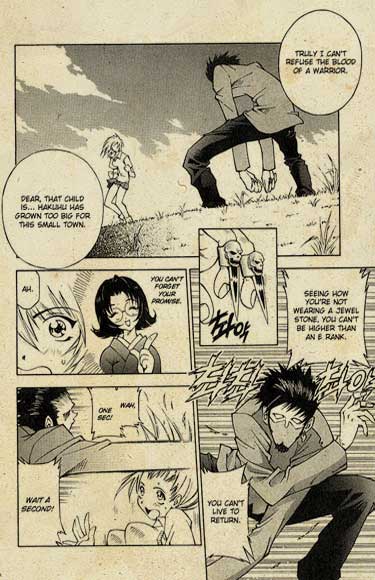 TRULY I CAN'T
REFUSE THE BLOOD
OF A WARRIOR.
DEAR, THAT CHILD
IS... HAKUHU HAS
GROWN TOO BIG FOR
THIS SMALL TOWN.
YOU CAN'T
FORGET
YOUR
PROMISE.
AH.
SEEING HOW
YOU'RE NOT
WEARING A JEWEL
STONE, YOU CAN'T
BE HIGHER THAN
AN E RANK.
WAH,
ONE
SEC!
WAIT A
SECOND!
YOU CAN'T
LIVE TO
RETURN.